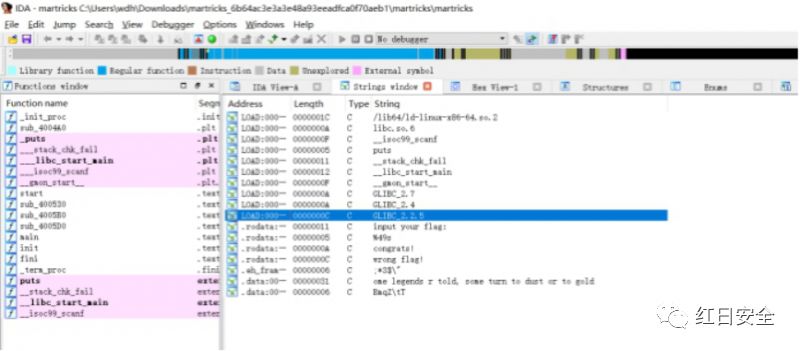 IDA - martricks C:\Users\wdh\Downloads\martricks_6b64ac3e3a3e48a93eeadfca0f70aeb1\martricks\martricks
File Edit Jump Search View Debugger Options Windows Help
No debugger
Library function Regular function Instruction Data Unexplored External symbol
Functions window IDA View-A Strings window Hex View-1 Structures Enums
Function name Segm Address Length Type String
_init_proc .init LOAD:000 0000001C C /lib64/ld-linux-x86-64.so.2
sub_4004A0 .plt LOAD:000 0000000A C libc.so.6
_puts .plt LOAD:000 0000000F C __isoc99_scanf
___stack_chk_fail .plt LOAD:000 00000005 C puts
___libc_start_main .plt LOAD:000 00000011 C __stack_chk_fail
___isoc99_scanf .plt. LOAD:000 00000012 C __libc_start_main
__gmon_start__ .plt. LOAD:000 0000000F C __gmon_start__
start .text LOAD:000 0000000A C GLIBC_2.7
sub_400530 .text LOAD:000 0000000A C GLIBC_2.4
sub_4005B0 .text LOAD:000 0000000C C GLIBC_2.2.5
sub_4005D0 .text .rodata: 00000011 C input your flag:
main .text .rodata: 00000005 C %49s
init .text .rodata: 0000000A C congrats!
fini .text .rodata: 0000000C C wrong flag!
_term_proc .fini .eh_fram 00000006 C ;*3$\"
puts exter .data:00 00000031 C ome legends r told, some turn to dust or to gold
__stack_chk_fail exter .data:00 00000006 C
__libc_start_main exter
__isoc99_scanf exter
红日安全